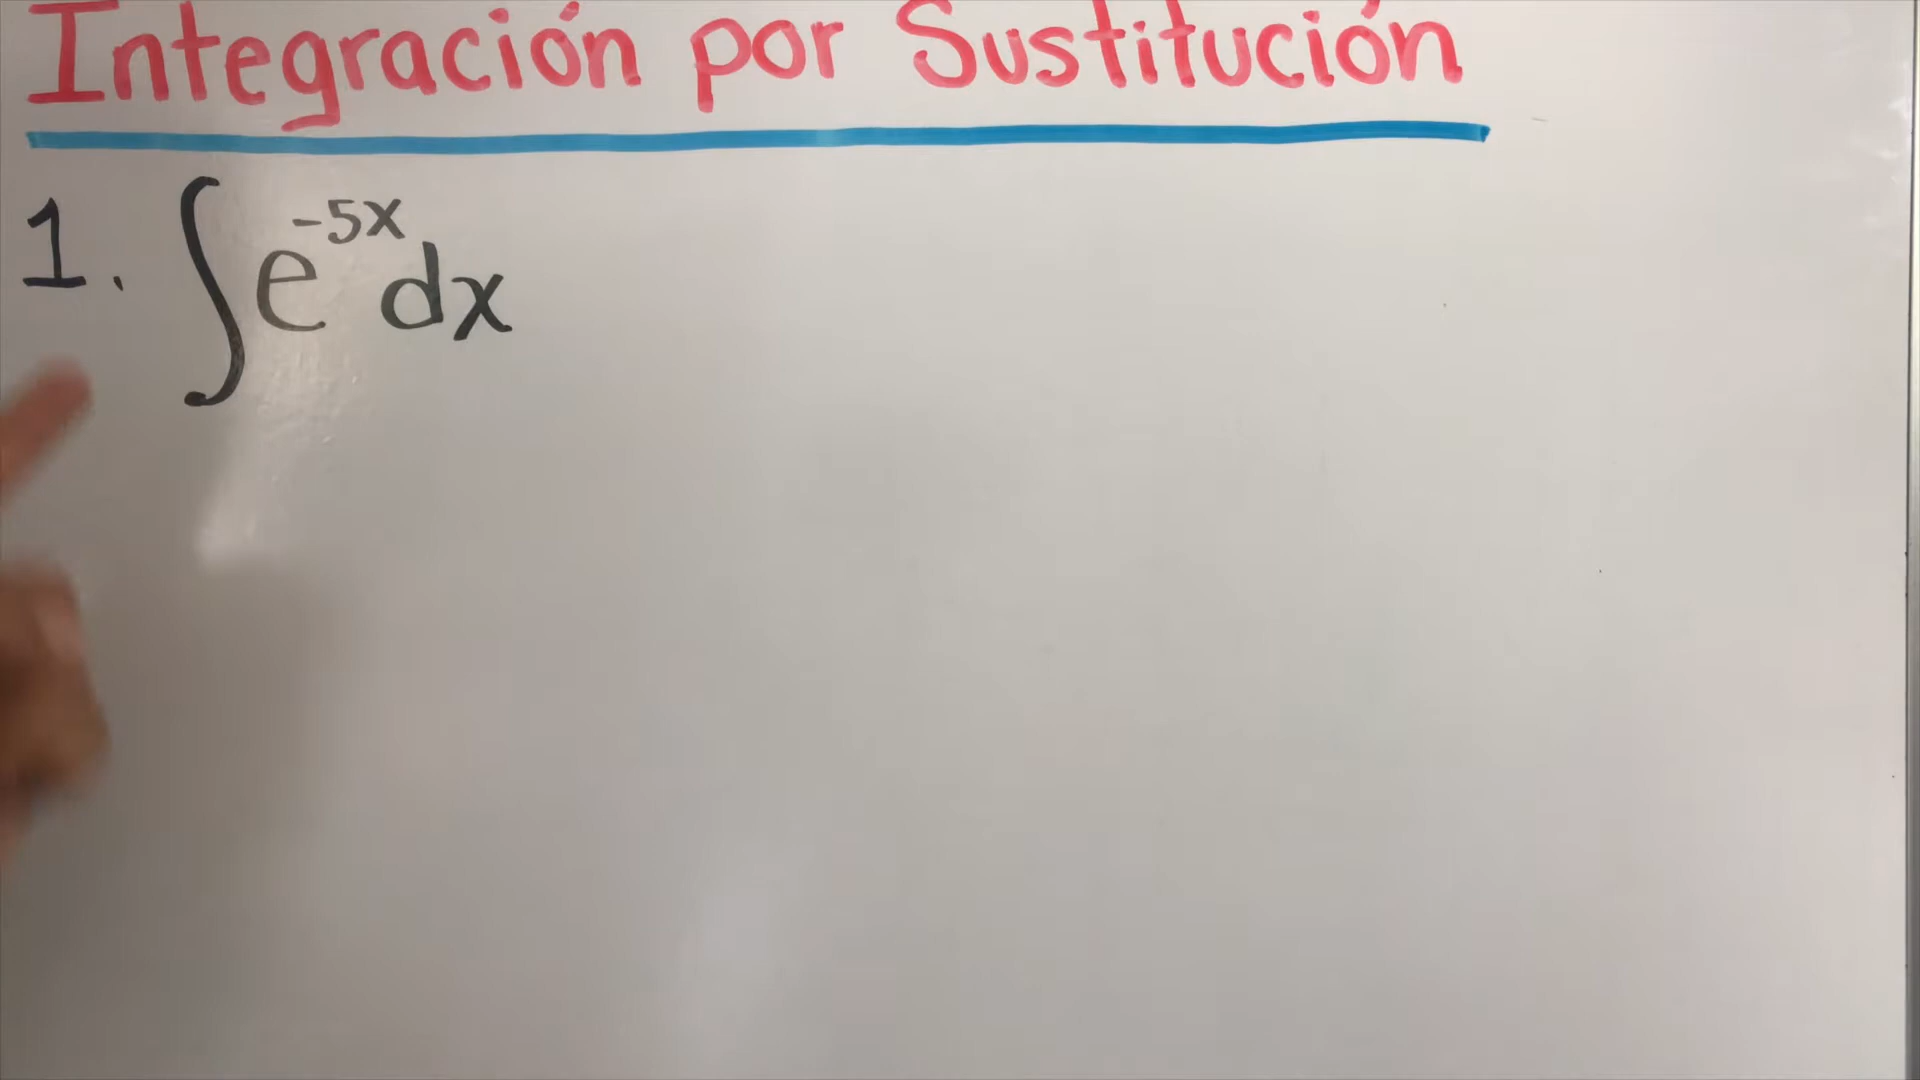 Integración por Sustitución
1. ∫e^{-5x} dx